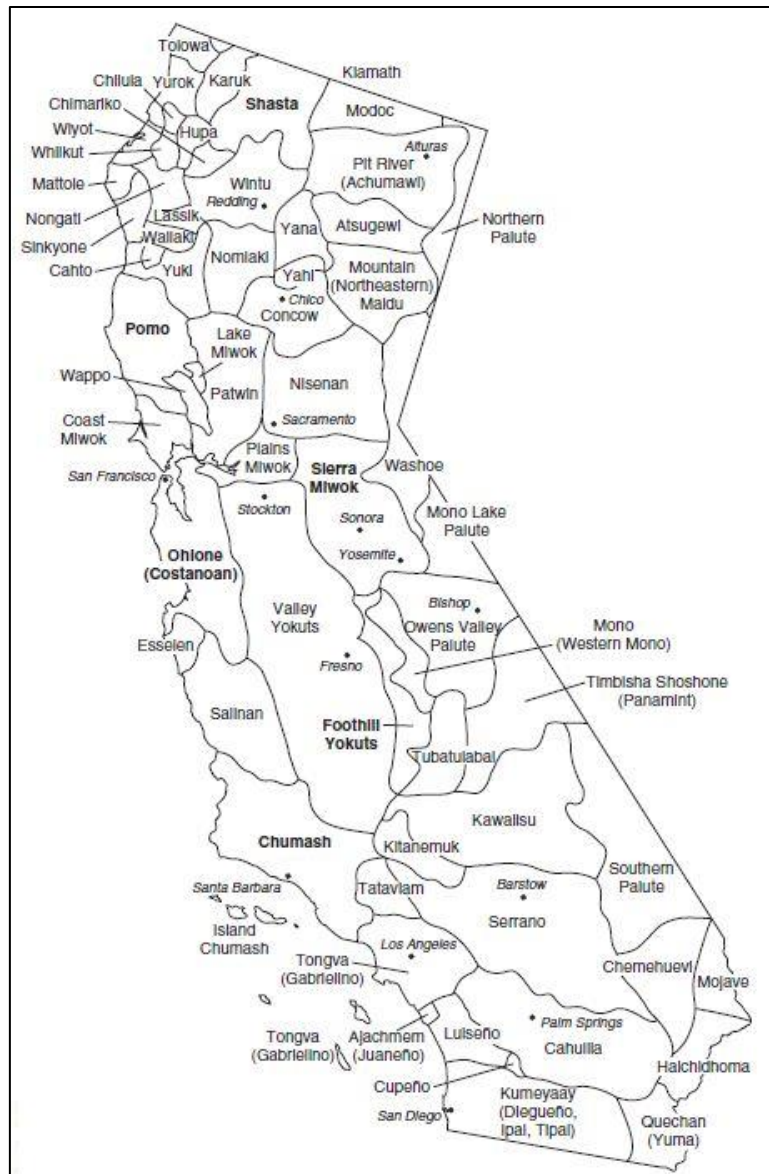 Tolowa
Klamath
Chilula
Yurok
Karuk
Chimariko
Shasta
Modoc
Wiyot
Hupa
Whilkut
Alturas
Pit River
(Achumawi)
Mattole
Wintu
Redding
Nongatl
Lassik
Yana
Atsugewi
Northern
Paiute
Sinkyone
Wailaki
Cahto
Yuki
Nomlaki
Yahi
Mountain
(Northeastern)
Maidu
Chico
Concow
Pomo
Lake
Miwok
Wappo
Patwin
Nisenan
Coast
Miwok
Sacramento
Plains
Miwok
Sierra
Miwok
Washoe
San Francisco
Stockton
Mono Lake
Paiute
Sonora
Yosemite
Ohlone
(Costanoan)
Valley
Yokuts
Bishop
Owens Valley
Paiute
Mono
(Western Mono)
Esselen
Fresno
Timbisha Shoshone
(Panamint)
Salinan
Foothill
Yokuts
Tubatulabal
Kawaiisu
Chumash
Kitanemuk
Southern
Paiute
Santa Barbara
Tataviam
Barstow
Serrano
Island
Chumash
Los Angeles
Tongva
(Gabrielino)
Chemehuevi
Mojave
Tongva
(Gabrielino)
Ajachmem
(Juaneño)
Luiseño
Palm Springs
Cahuilla
Halchidhoma
Cupeño
San Diego
Kumeyaay
(Diegueño,
Ipai, Tipai)
Quechan
(Yuma)